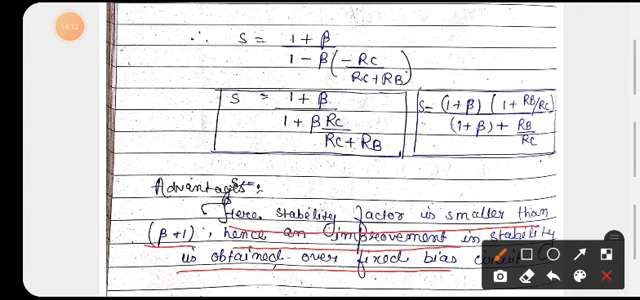 14:12
∴ S = (1 + β) / (1 - β(-Rc / (Rc + RB)))
S = (1 + β) / (1 + β Rc / (Rc + RB))
S = (1+β) (1 + RB/Rc) / ((1+β) + RB/Rc)
Advantages :-
Here stability factor is smaller than
(β+1), hence an improvement in stability
is obtained over fixed bias